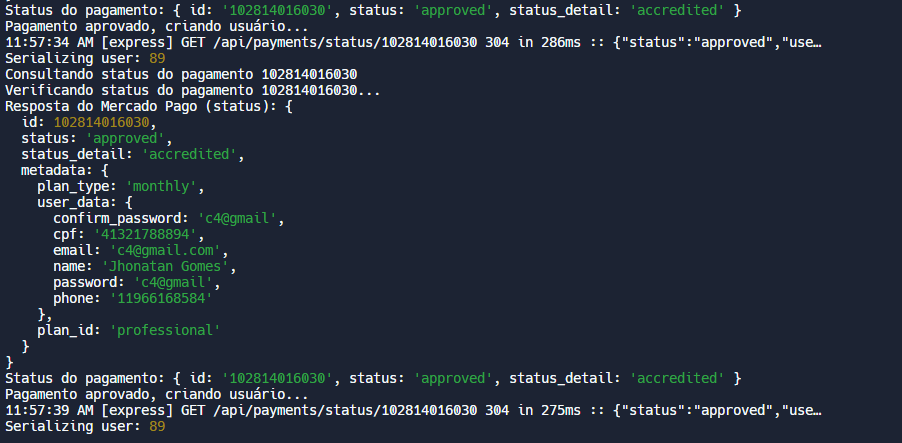 Status do pagamento: { id: '102814016030', status: 'approved', status_detail: 'accredited' }
Pagamento aprovado, criando usuário...
11:57:34 AM [express] GET /api/payments/status/102814016030 304 in 286ms :: {"status":"approved","use…
Serializing user: 89
Consultando status do pagamento 102814016030
Verificando status do pagamento 102814016030...
Resposta do Mercado Pago (status): {
  id: 102814016030,
  status: 'approved',
  status_detail: 'accredited',
  metadata: {
    plan_type: 'monthly',
    user_data: {
      confirm_password: 'c4@gmail',
      cpf: '41321788894',
      email: 'c4@gmail.com',
      name: 'Jhonatan Gomes',
      password: 'c4@gmail',
      phone: '11966168584'
    },
    plan_id: 'professional'
  }
}
Status do pagamento: { id: '102814016030', status: 'approved', status_detail: 'accredited' }
Pagamento aprovado, criando usuário...
11:57:39 AM [express] GET /api/payments/status/102814016030 304 in 275ms :: {"status":"approved","use…
Serializing user: 89